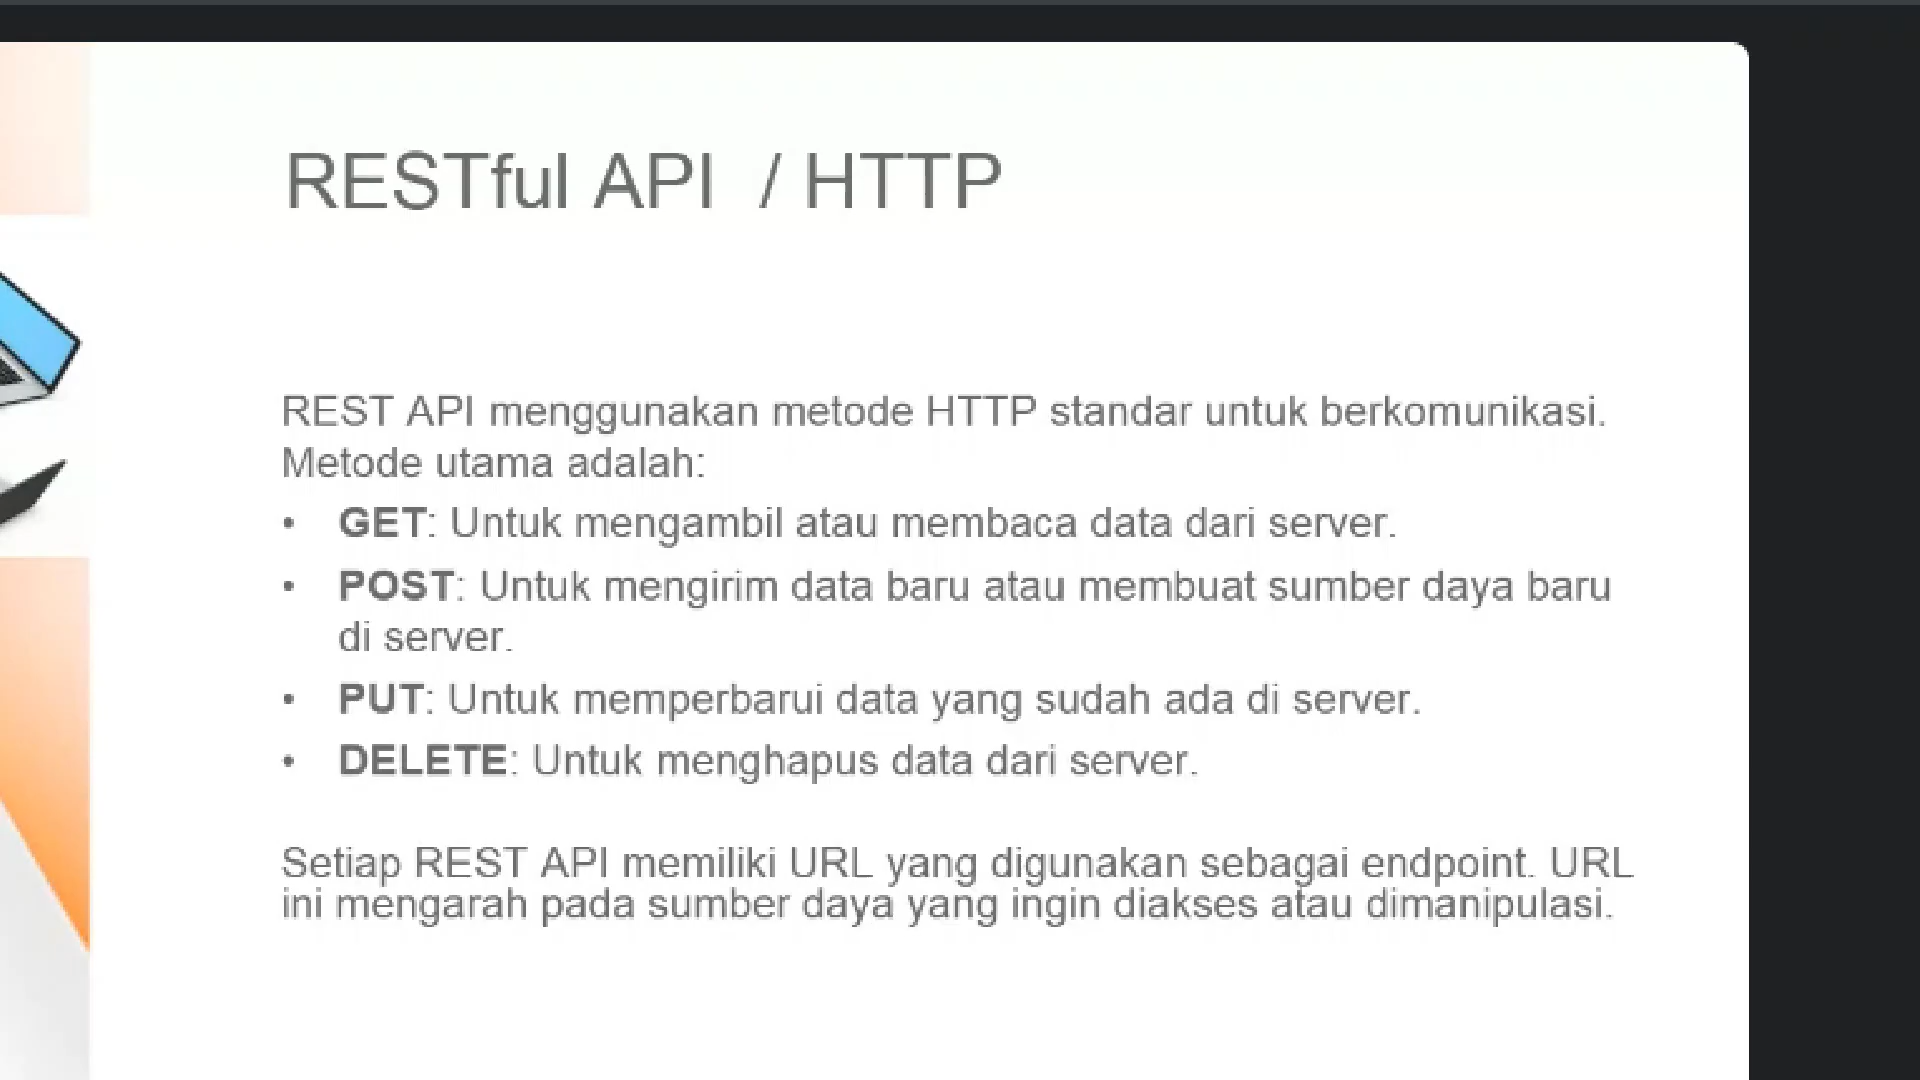 RESTful API / HTTP
REST API menggunakan metode HTTP standar untuk berkomunikasi.
Metode utama adalah:
• GET: Untuk mengambil atau membaca data dari server.
• POST: Untuk mengirim data baru atau membuat sumber daya baru
di server.
• PUT: Untuk memperbarui data yang sudah ada di server.
• DELETE: Untuk menghapus data dari server.
Setiap REST API memiliki URL yang digunakan sebagai endpoint. URL
ini mengarah pada sumber daya yang ingin diakses atau dimanipulasi.